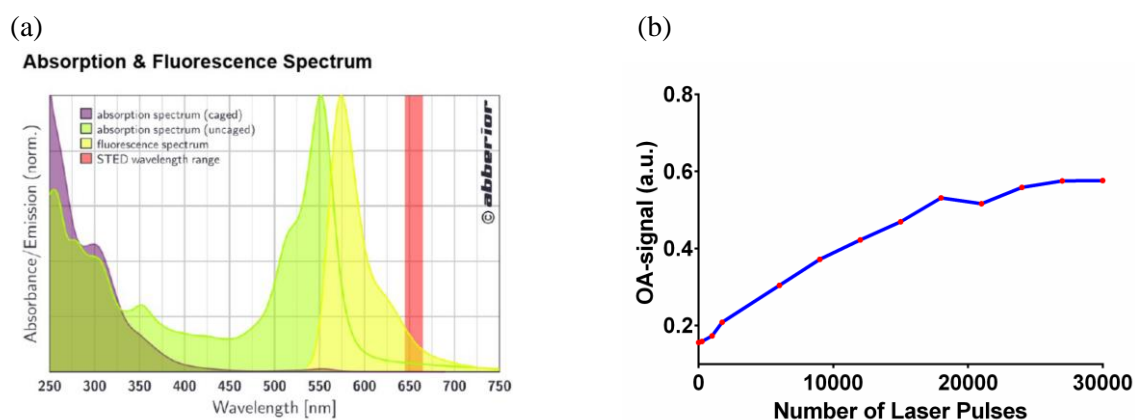 (a)
Absorption & Fluorescence Spectrum
Absorbance/Emission (norm.)
absorption spectrum (caged)
absorption spectrum (uncaged)
fluorescence spectrum
STED wavelength range
© abberior
250 300 350 400 450 500 550 600 650 700 750
Wavelength [nm]
(b)
OA-signal (a.u.)
0.8
0.6
0.4
0.2
0 10000 20000 30000
Number of Laser Pulses